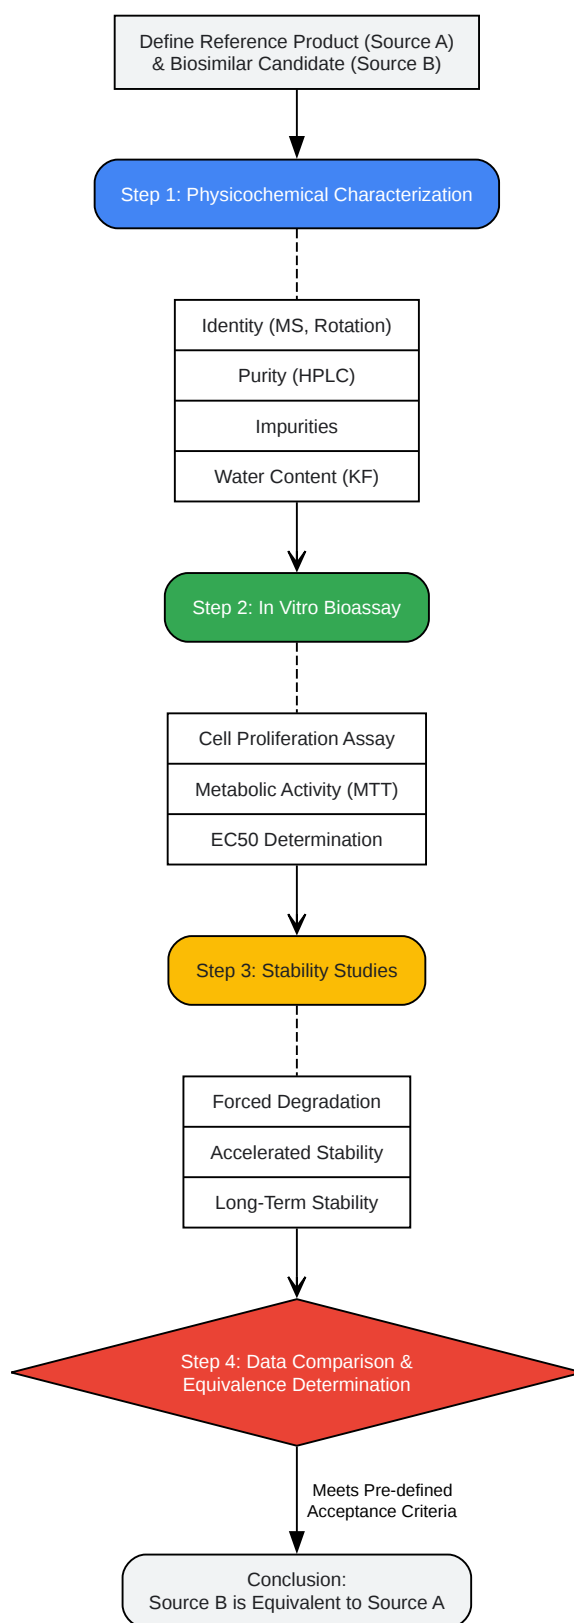 Define Reference Product (Source A)
& Biosimilar Candidate (Source B)
Step 1: Physicochemical Characterization
Identity (MS, Rotation)
Purity (HPLC)
Impurities
Water Content (KF)
Step 2: In Vitro Bioassay
Cell Proliferation Assay
Metabolic Activity (MTT)
EC50 Determination
Step 3: Stability Studies
Forced Degradation
Accelerated Stability
Long-Term Stability
Step 4: Data Comparison &
Equivalence Determination
Meets Pre-defined
Acceptance Criteria
Conclusion:
Source B is Equivalent to Source A